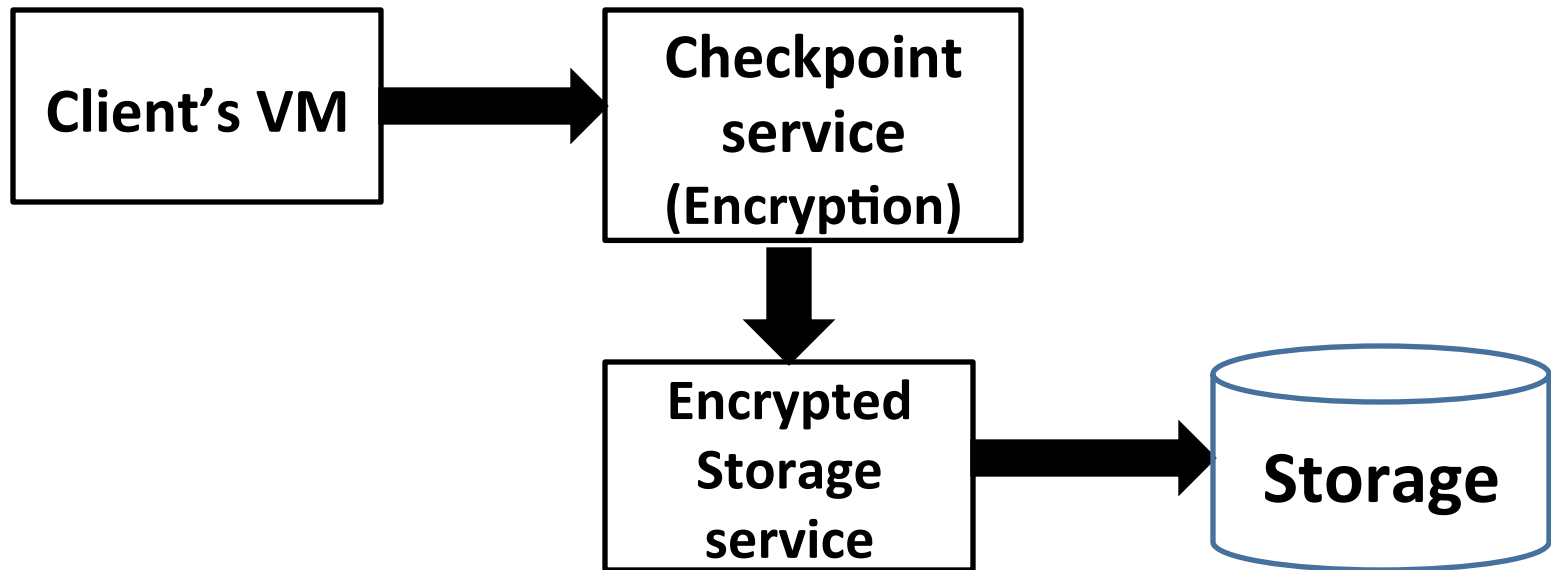 Client’s VM
Checkpoint
service
(Encryption)
Encrypted
Storage
service
Storage